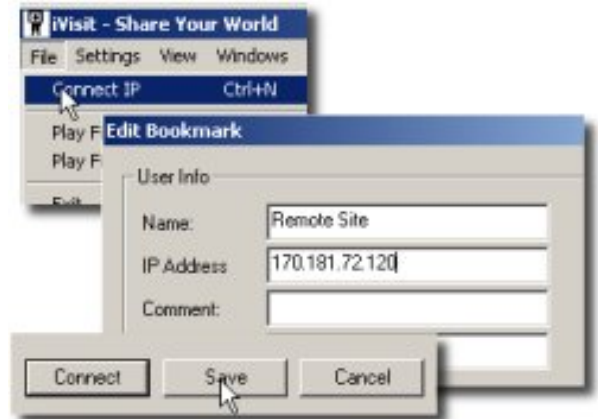 iVisit - Share Your World
File Settings View Windows
Connect IP Ctrl+N
Play F
Play F
Edit Bookmark
User Info
Name: Remote Site
IP Address 170.181.72.120
Comment:
Connect Save Cancel